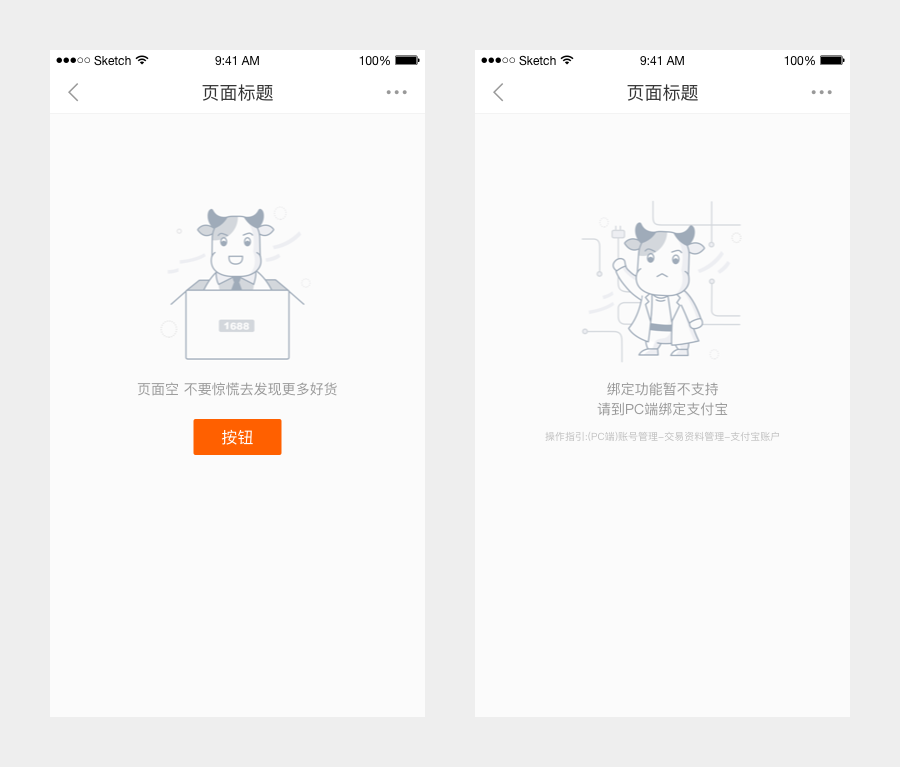 ●●●○○ Sketch 9:41 AM 100%
页面标题
1688
页面空 不要惊慌去发现更多好货
按钮
●●●○○ Sketch 9:41 AM 100%
页面标题
绑定功能暂不支持
请到PC端绑定支付宝
操作指引:(PC端)账号管理-交易资料管理-支付宝账户